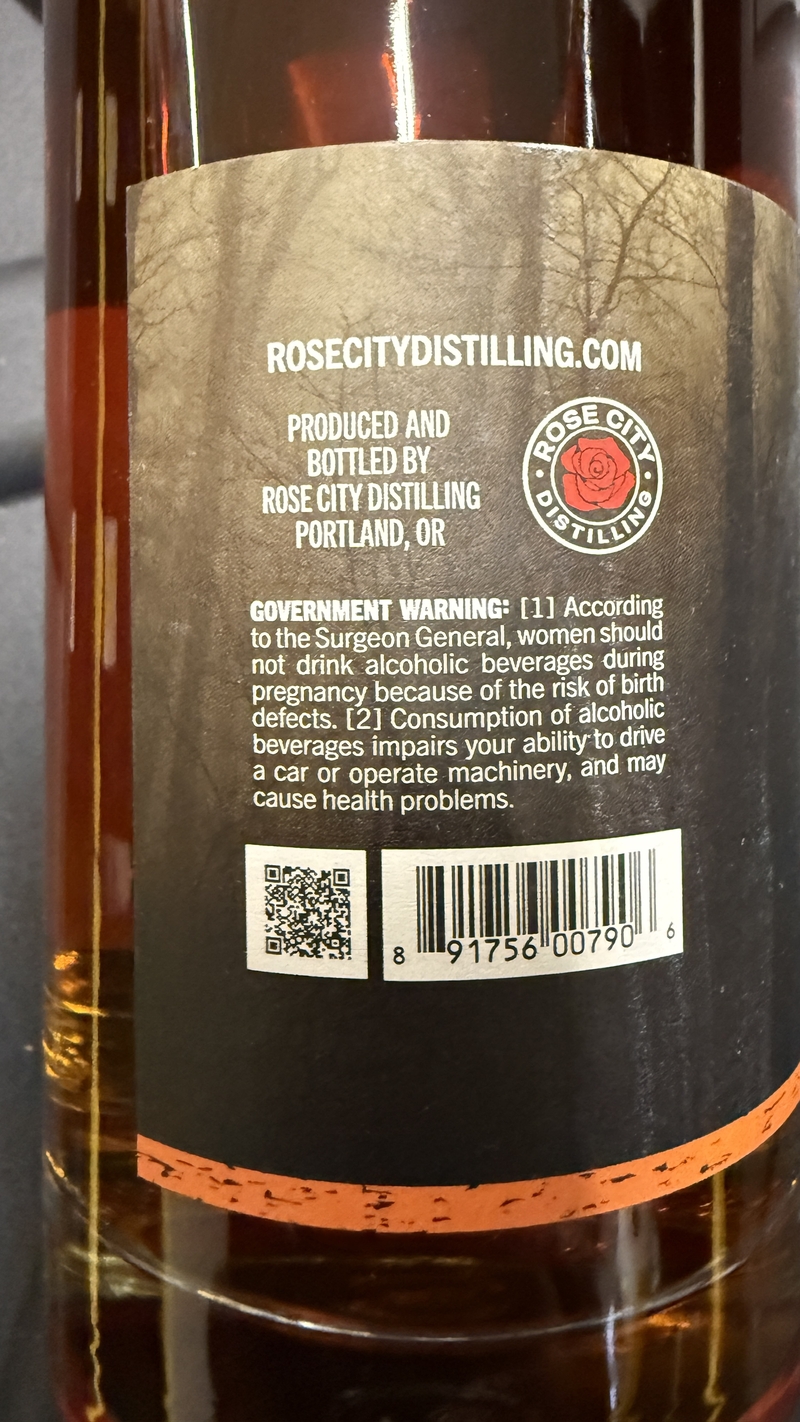 ROSECITYDISTILLING.COM
PRODUCED AND
BOTTLED BY
ROSE CITY DISTILLING
PORTLAND, OR
ROSE CITY
• DISTILLING •
GOVERNMENT WARNING: [1] According
to the Surgeon General, women should
not drink alcoholic beverages during
pregnancy because of the risk of birth
defects. [2] Consumption of alcoholic
beverages impairs your ability to drive
a car or operate machinery, and may
cause health problems.
8 91756 00790 6